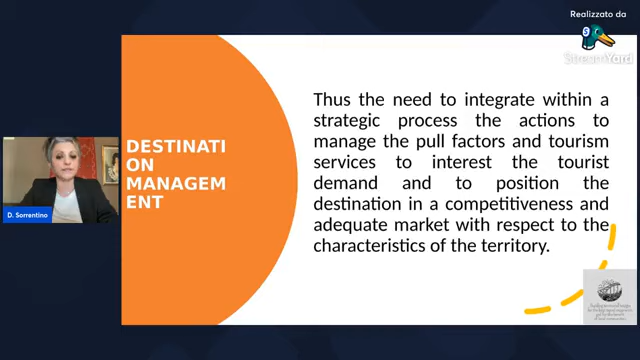 Realizzato da
StreamYard
DESTINATI
ON
MANAGEM
ENT
Thus the need to integrate within a
strategic process the actions to
manage the pull factors and tourism
services to interest the tourist
demand and to position the
destination in a competitiveness and
adequate market with respect to the
characteristics of the territory.
D. Sorrentino